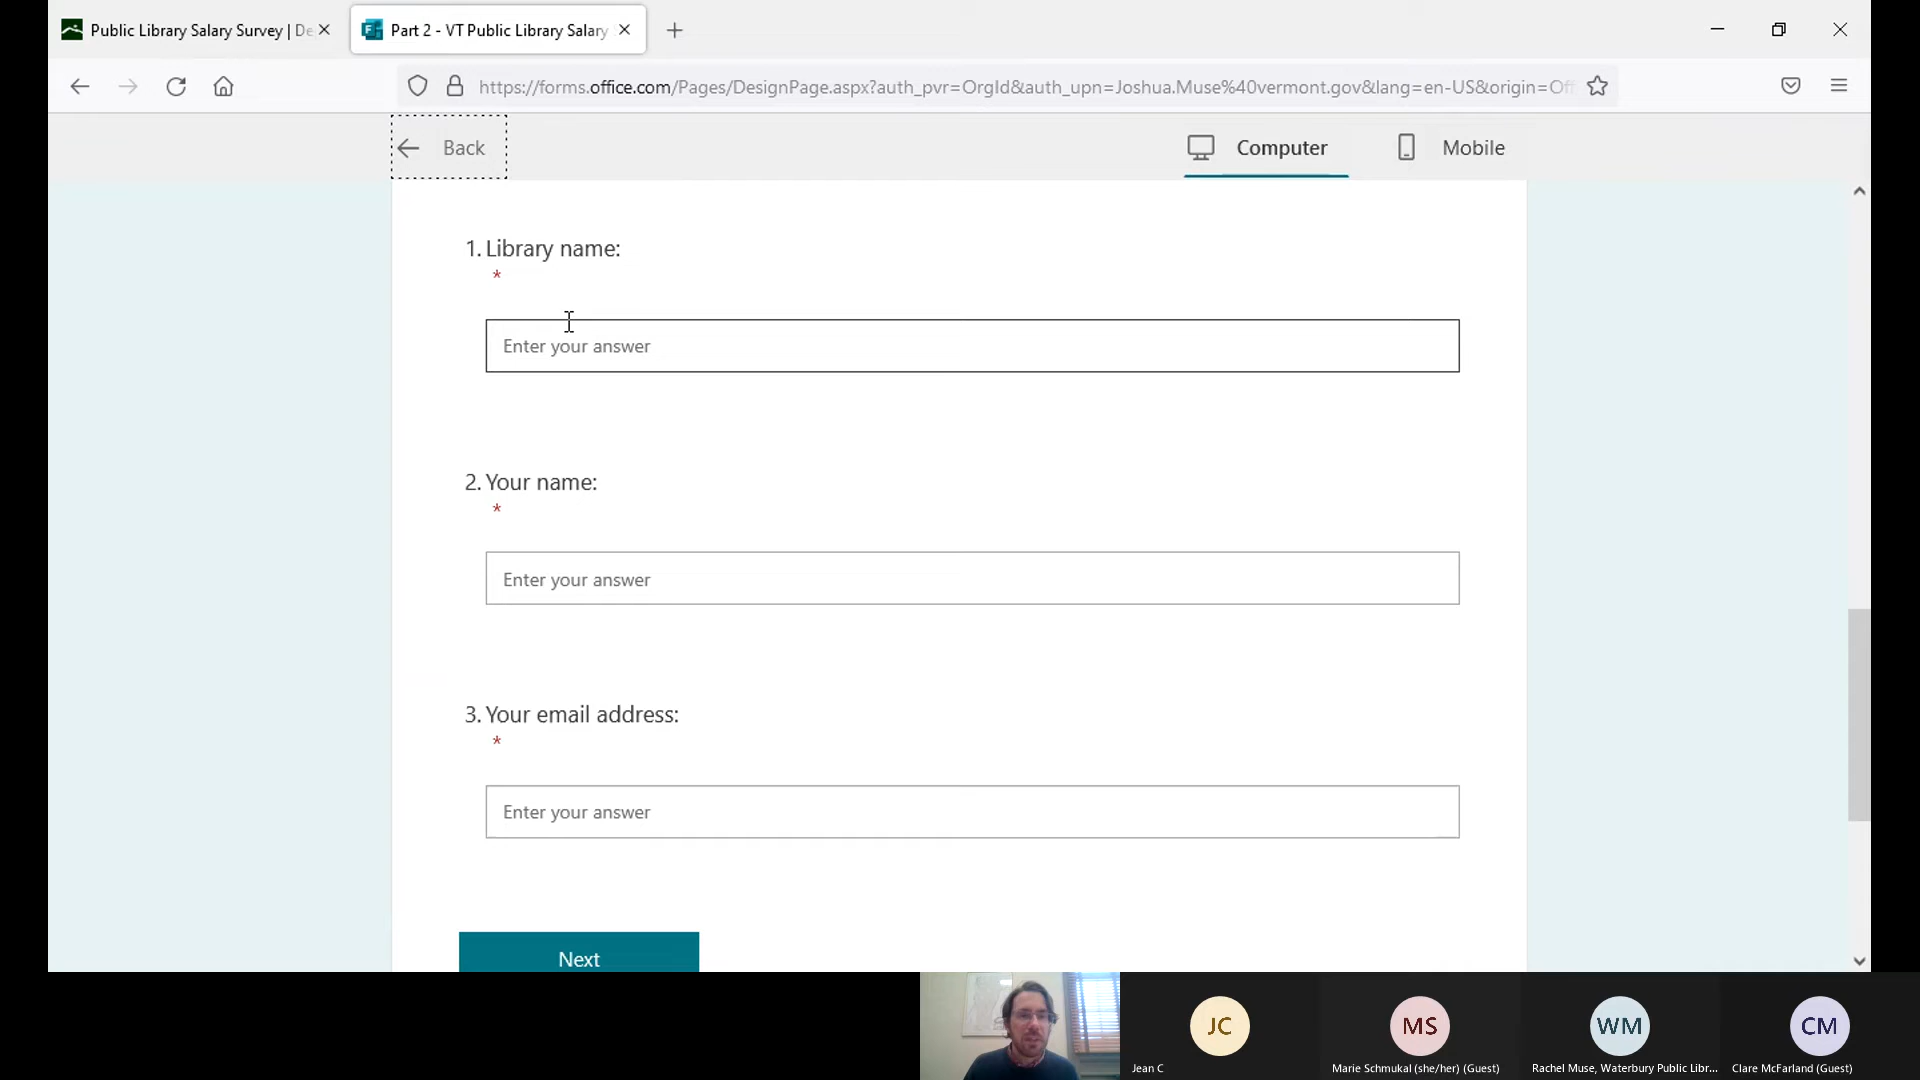 Public Library Salary Survey | De
Part 2 - VT Public Library Salary
https://forms.office.com/Pages/DesignPage.aspx?auth_pvr=OrgId&auth_upn=Joshua.Muse%40vermont.gov&lang=en-US&origin=Off
Back
Computer
Mobile
1. Library name:
*
Enter your answer
2. Your name:
*
Enter your answer
3. Your email address:
*
Enter your answer
Next
JC
MS
WM
CM
Jean C
Marie Schmukal (she/her) (Guest)
Rachel Muse, Waterbury Public Libr...
Clare McFarland (Guest)